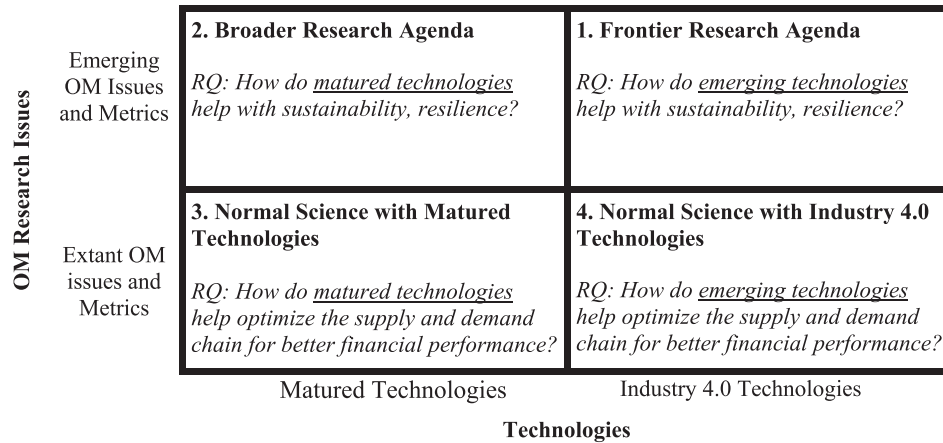 OM Research Issues
Emerging
OM Issues
and Metrics
2. Broader Research Agenda
RQ: How do matured technologies
help with sustainability, resilience?
1. Frontier Research Agenda
RQ: How do emerging technologies
help with sustainability, resilience?
Extant OM
issues and
Metrics
3. Normal Science with Matured
Technologies
RQ: How do matured technologies
help optimize the supply and demand
chain for better financial performance?
4. Normal Science with Industry 4.0
Technologies
RQ: How do emerging technologies
help optimize the supply and demand
chain for better financial performance?
Matured Technologies
Industry 4.0 Technologies
Technologies